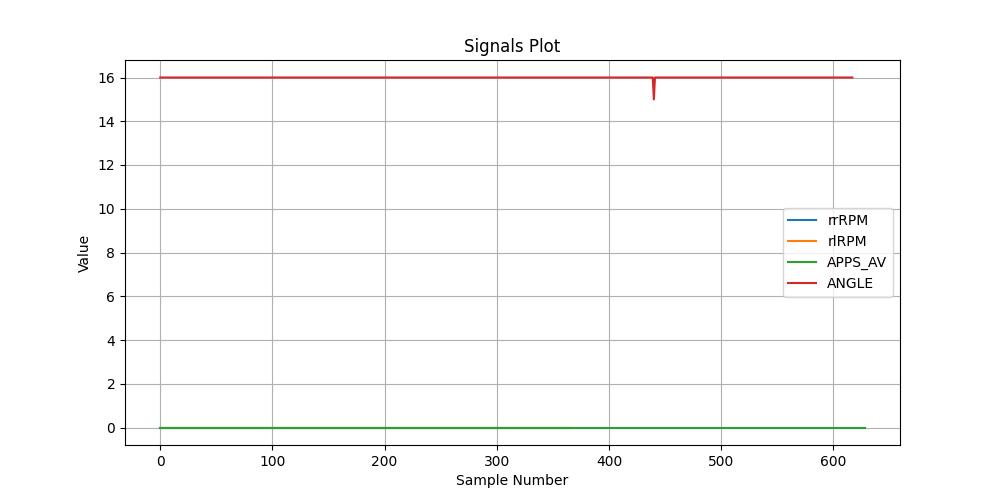 Signals Plot
16
14
12
10
8
6
4
2
0
Value
rrRPM
rlRPM
APPS_AV
ANGLE
0 100 200 300 400 500 600
Sample Number